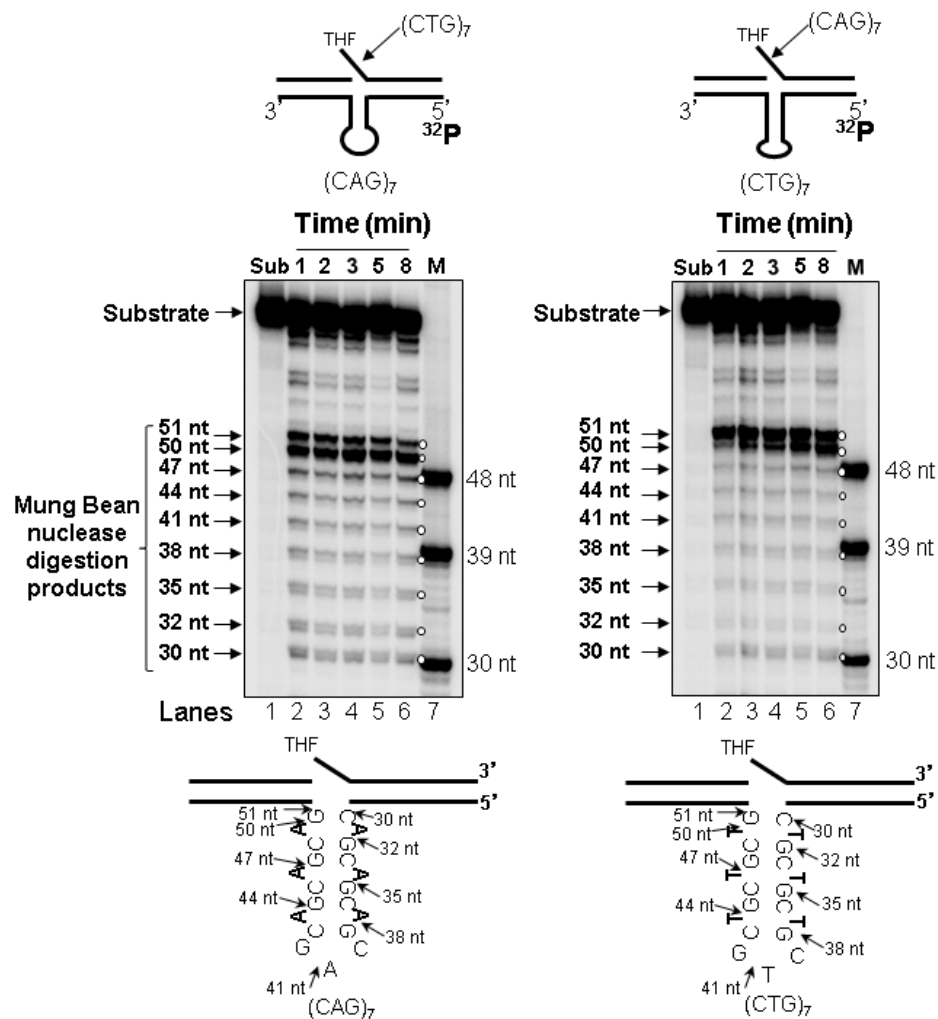 THF
(CTG)7
3’
5’
32P
(CAG)7
Time (min)
Sub 1 2 3 5 8 M
Substrate
51 nt
50 nt
47 nt
44 nt
41 nt
38 nt
35 nt
32 nt
30 nt
Mung Bean
nuclease
digestion
products
48 nt
39 nt
30 nt
Lanes 1 2 3 4 5 6 7
THF
3’
5’
51 nt G C 30 nt
50 nt A A
C G 32 nt
47 nt G C
A A
C G 35 nt
44 nt G C
A A
C G 38 nt
G C
A
41 nt
(CAG)7
THF
(CAG)7
3’
5’
32P
(CTG)7
Time (min)
Sub 1 2 3 5 8 M
Substrate
51 nt
50 nt
47 nt
44 nt
41 nt
38 nt
35 nt
32 nt
30 nt
48 nt
39 nt
30 nt
1 2 3 4 5 6 7
THF
3’
5’
51 nt G C 30 nt
50 nt T T
C G 32 nt
47 nt G C
T T
C G 35 nt
44 nt G C
T T
C G 38 nt
G C
T
41 nt
(CTG)7